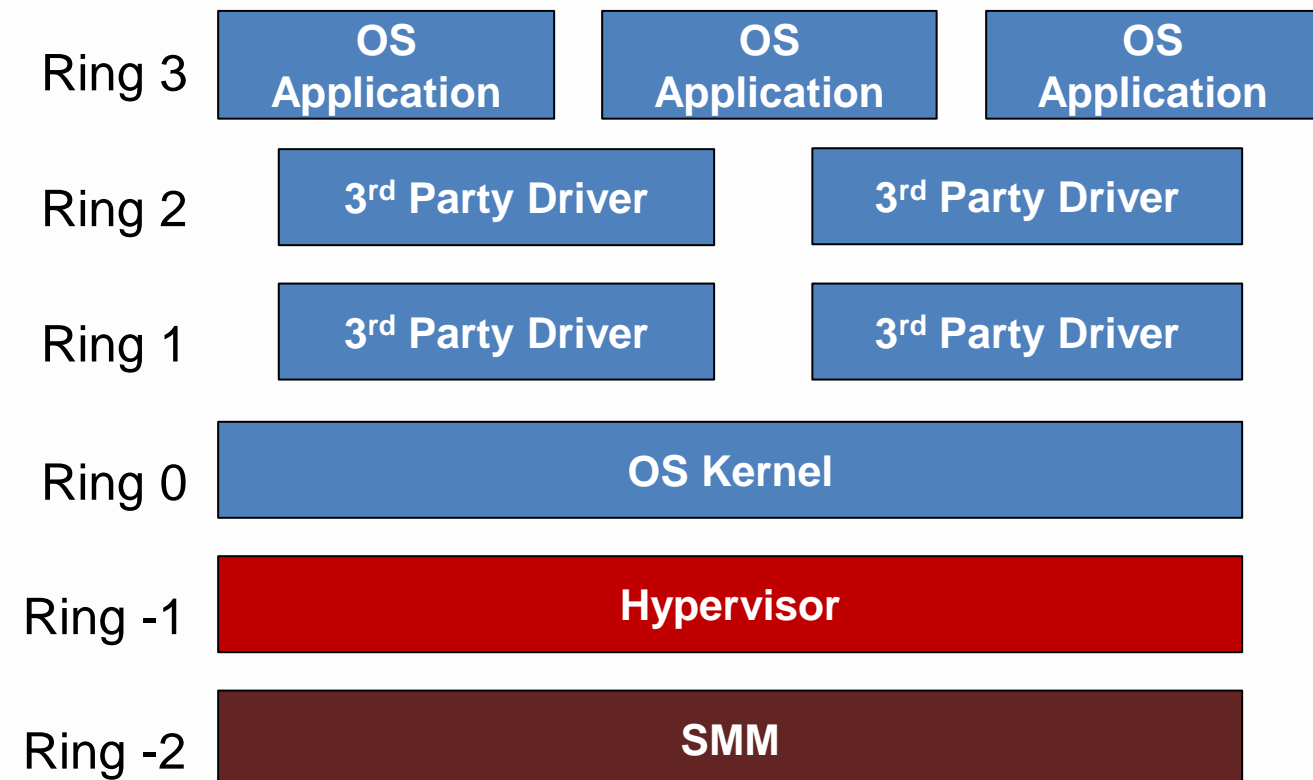 Ring 3
OS
Application
OS
Application
OS
Application
Ring 2
3rd Party Driver
3rd Party Driver
Ring 1
3rd Party Driver
3rd Party Driver
Ring 0
OS Kernel
Ring -1
Hypervisor
Ring -2
SMM